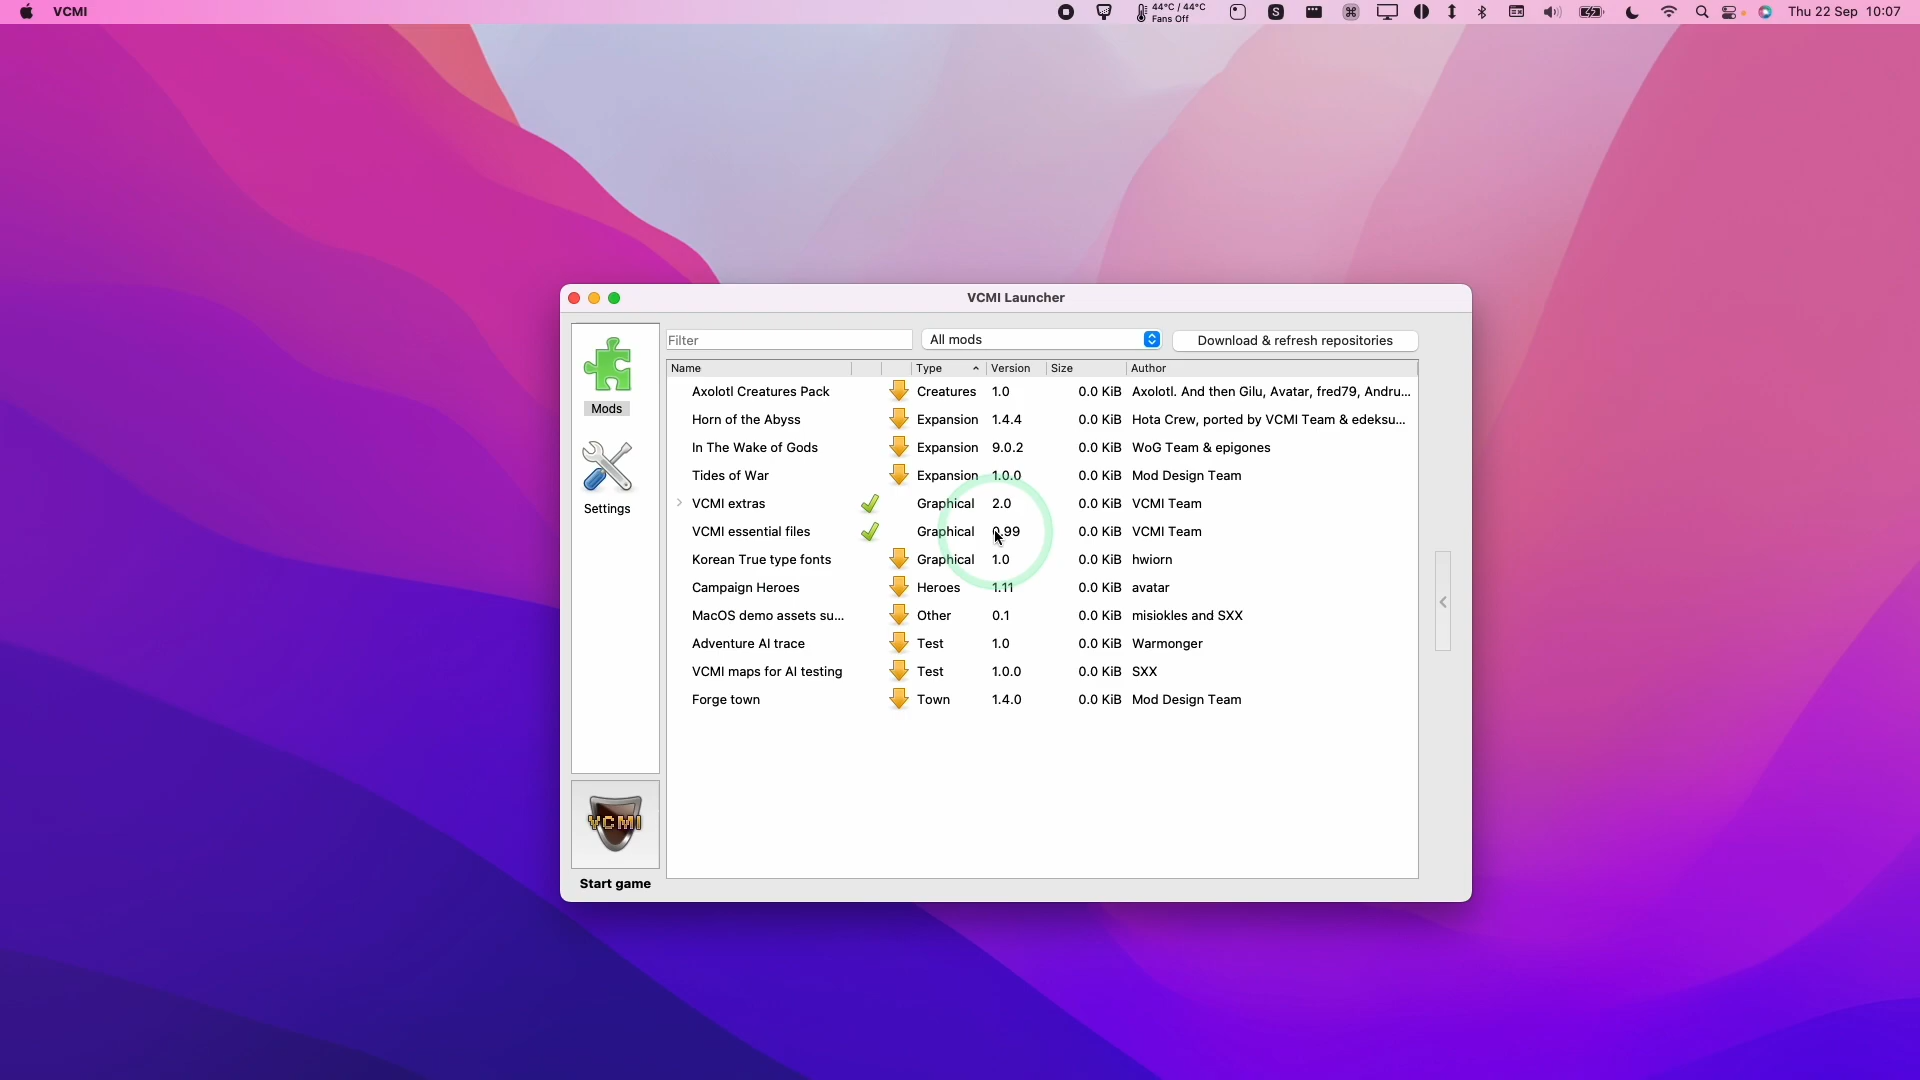 VCMI
44°C / 44°C
Fans Off
S
Thu 22 Sep 10:07
VCMI Launcher
Filter
All mods
Download & refresh repositories
Mods
Settings
VCMI
Start game
Name Type Version Size Author
Axolotl Creatures Pack Creatures 1.0 0.0 KiB Axolotl. And then Gilu, Avatar, fred79, Andru...
Horn of the Abyss Expansion 1.4.4 0.0 KiB Hota Crew, ported by VCMI Team & edeksu...
In The Wake of Gods Expansion 9.0.2 0.0 KiB WoG Team & epigones
Tides of War Expansion 1.0.0 0.0 KiB Mod Design Team
VCMI extras Graphical 2.0 0.0 KiB VCMI Team
VCMI essential files Graphical 0.99 0.0 KiB VCMI Team
Korean True type fonts Graphical 1.0 0.0 KiB hwiorn
Campaign Heroes Heroes 1.11 0.0 KiB avatar
MacOS demo assets su... Other 0.1 0.0 KiB misiokles and SXX
Adventure AI trace Test 1.0 0.0 KiB Warmonger
VCMI maps for AI testing Test 1.0.0 0.0 KiB SXX
Forge town Town 1.4.0 0.0 KiB Mod Design Team